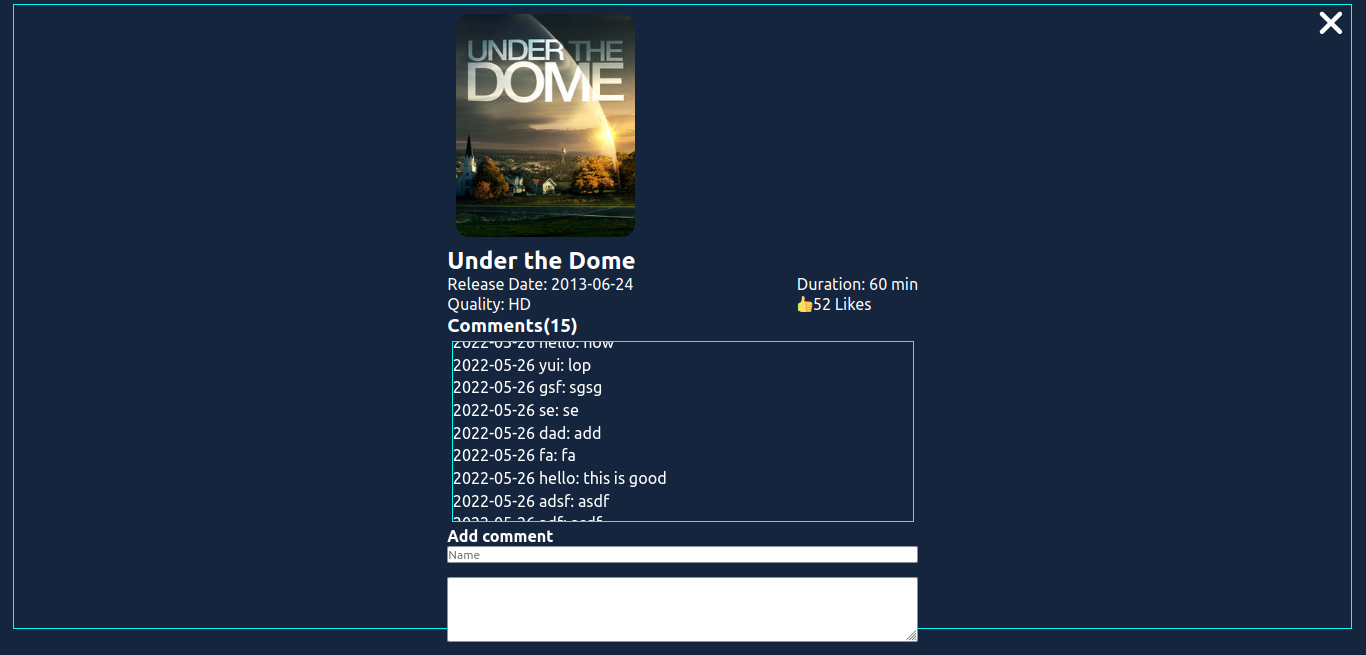 UNDER THE
DOME
Under the Dome
Release Date: 2013-06-24 Duration: 60 min
Quality: HD 👍52 Likes
Comments(15)
2022-05-26 hello: now
2022-05-26 yui: lop
2022-05-26 gsf: sgsg
2022-05-26 se: se
2022-05-26 dad: add
2022-05-26 fa: fa
2022-05-26 hello: this is good
2022-05-26 adsf: asdf
Add comment
Name